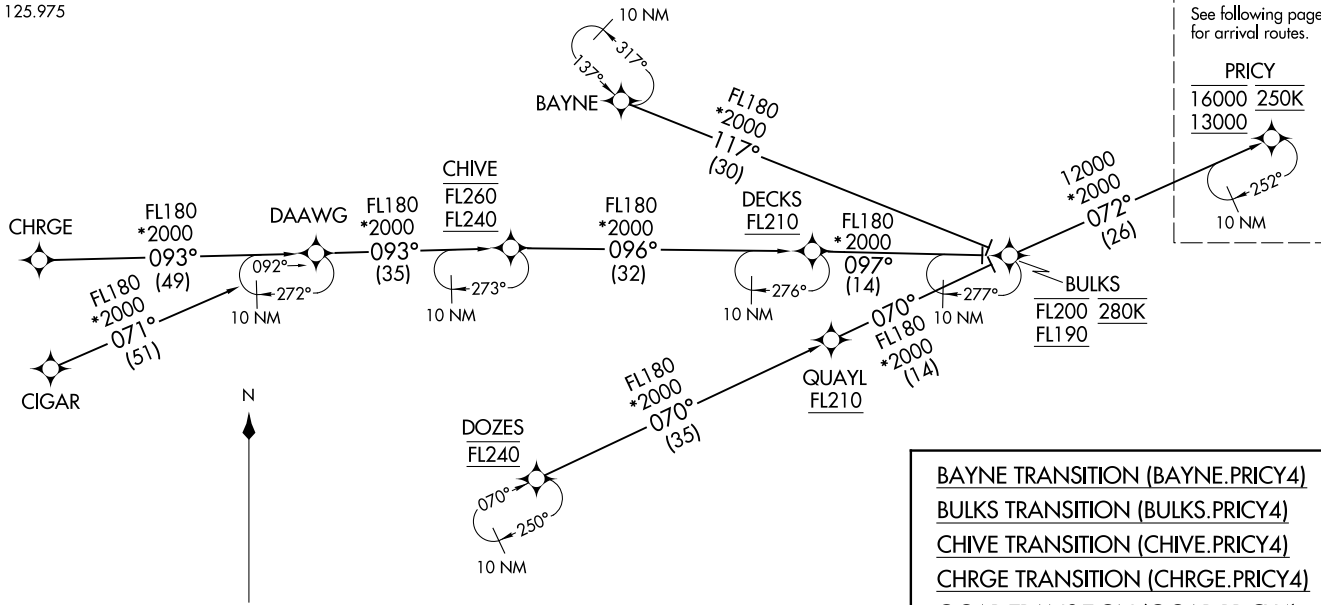 125.975
10 NM
317°
137°
BAYNE
FL180
*2000
117°
(30)
See following page
for arrival routes.
PRICY
16000 250K
13000
252°
10 NM
12000
*2000
072°
(26)
CHRGE
FL180
*2000
093°
(49)
DAAWG
092°
272°
10 NM
FL180
*2000
093°
(35)
CHIVE
FL260
FL240
273°
10 NM
FL180
*2000
096°
(32)
DECKS
FL210
276°
10 NM
FL180
*2000
097°
(14)
277°
10 NM
BULKS
FL200 280K
FL190
FL180
*2000
071°
(51)
CIGAR
N
DOZES
FL240
070°
250°
10 NM
FL180
*2000
070°
(35)
QUAYL
FL210
070°
FL180
*2000
(14)
BAYNE TRANSITION (BAYNE.PRICY4)
BULKS TRANSITION (BULKS.PRICY4)
CHIVE TRANSITION (CHIVE.PRICY4)
CHRGE TRANSITION (CHRGE.PRICY4)